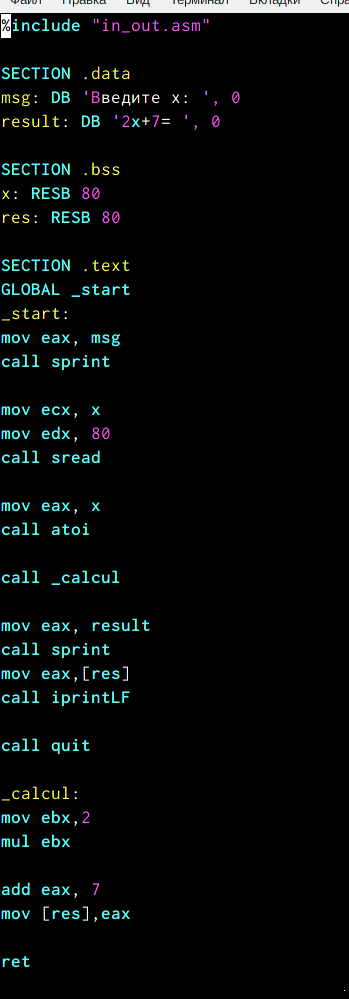 Файл Правка Вид Терминал Вкладки Справ
%include "in_out.asm"
SECTION .data
msg: DB 'Введите x: ', 0
result: DB '2x+7= ', 0
SECTION .bss
x: RESB 80
res: RESB 80
SECTION .text
GLOBAL _start
_start:
mov eax, msg
call sprint
mov ecx, x
mov edx, 80
call sread
mov eax, x
call atoi
call _calcul
mov eax, result
call sprint
mov eax,[res]
call iprintLF
call quit
_calcul:
mov ebx,2
mul ebx
add eax, 7
mov [res],eax
ret